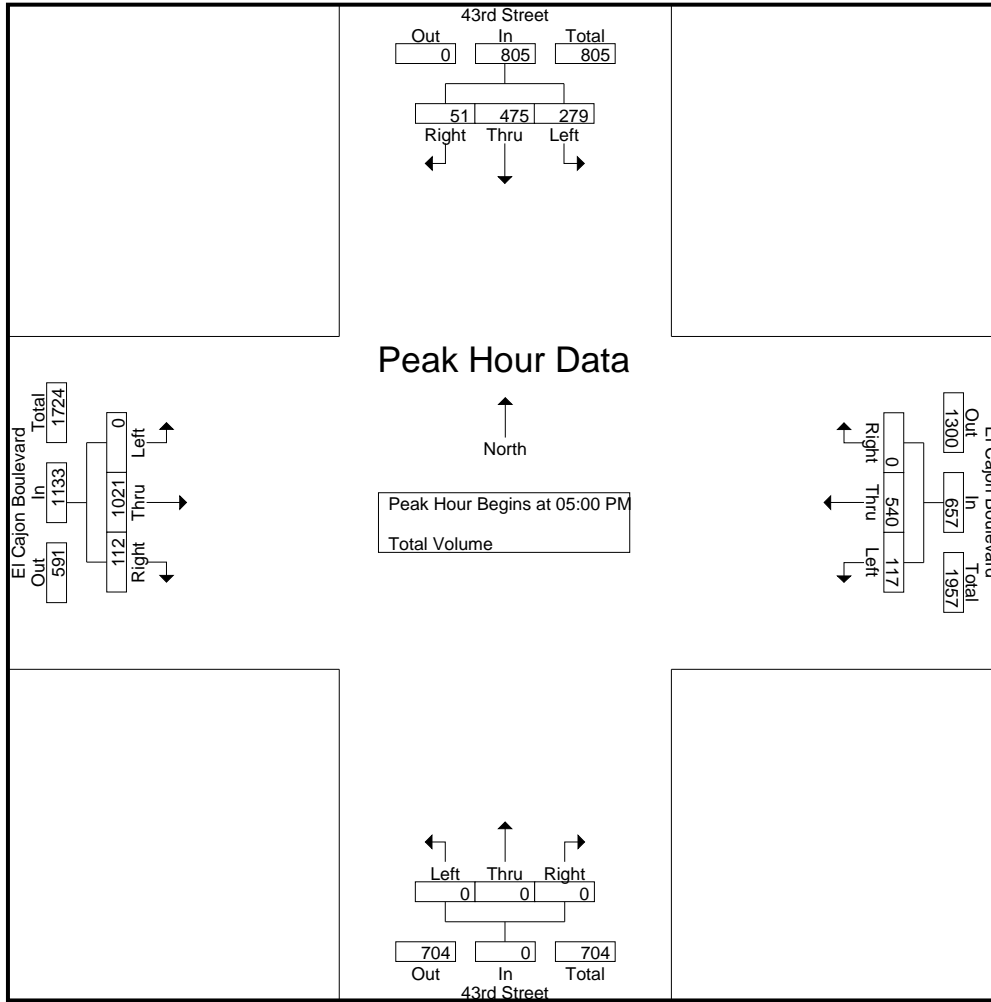 43rd Street
Out In Total
0 805 805
51 475 279
Right Thru Left
Peak Hour Data
North
Peak Hour Begins at 05:00 PM
Total Volume
El Cajon Boulevard
Out In Total
591 1133 1724
Right Thru Left
112 1021 0
El Cajon Boulevard
Out In Total
1300 657 1957
Right Thru Left
0 540 117
Left Thru Right
0 0 0
704 0 704
Out In Total
43rd Street